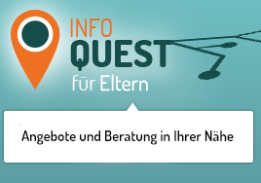 INFO
QUEST
für Eltern
Angebote und Beratung in Ihrer Nähe